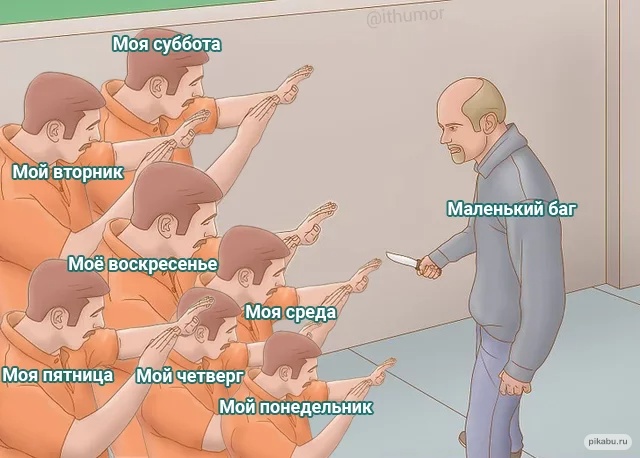 @ithumor
Моя суббота
Мой вторник
Маленький баг
Моё воскресенье
Моя среда
Моя пятница
Мой четверг
Мой понедельник
pikabu.ru